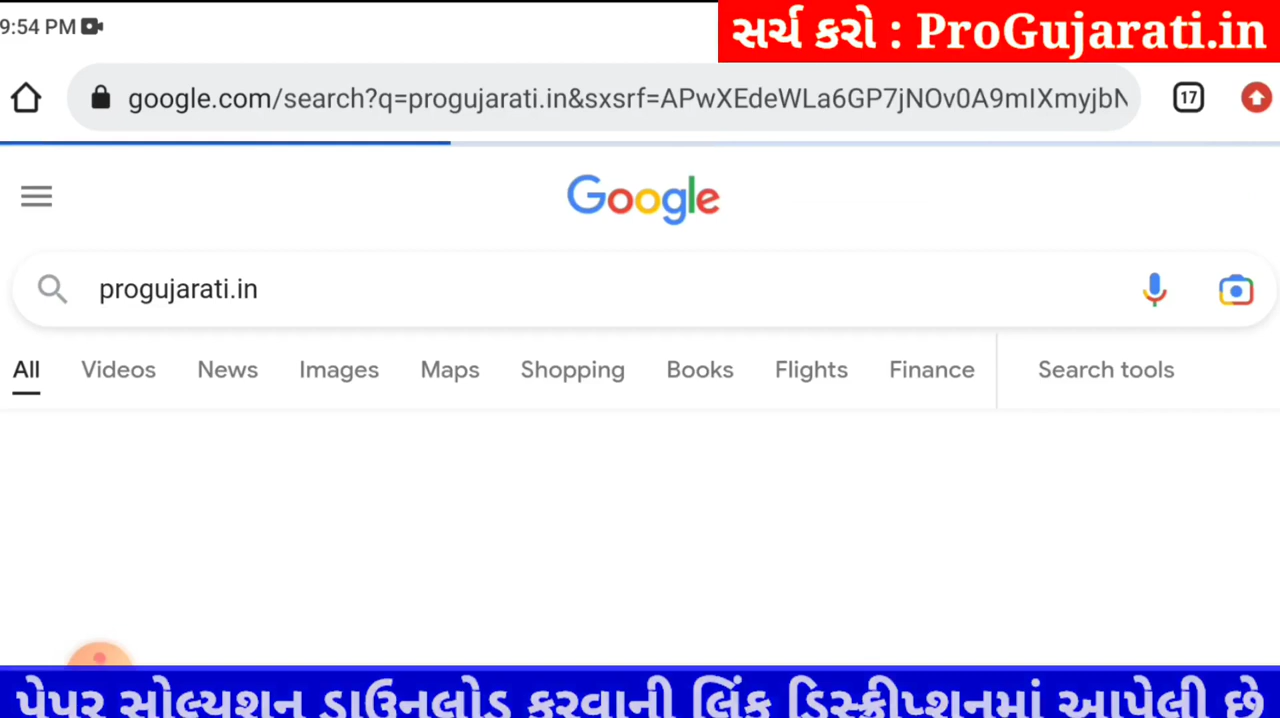 9:54 PM
સર્ચ કરો : ProGujarati.in
google.com/search?q=progujarati.in&sxsrf=APwXEdeWLa6GP7jNOv0A9mIXmyjbN
17
Google
progujarati.in
All Videos News Images Maps Shopping Books Flights Finance Search tools
પેપર સોલ્યશન ડાઉનલોડ કરવાની લિંક ડિસ્ક્રીપ્શનમાં આપેલી છે